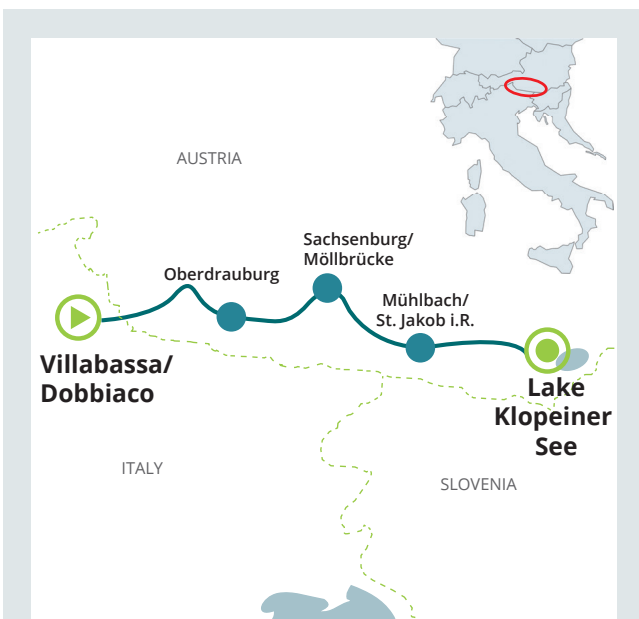 AUSTRIA
Sachsenburg/
Möllbrücke
Oberdrauburg
Mühlbach/
St. Jakob i.R.
Villabassa/
Dobbiaco
Lake
Klopeiner
See
ITALY
SLOVENIA